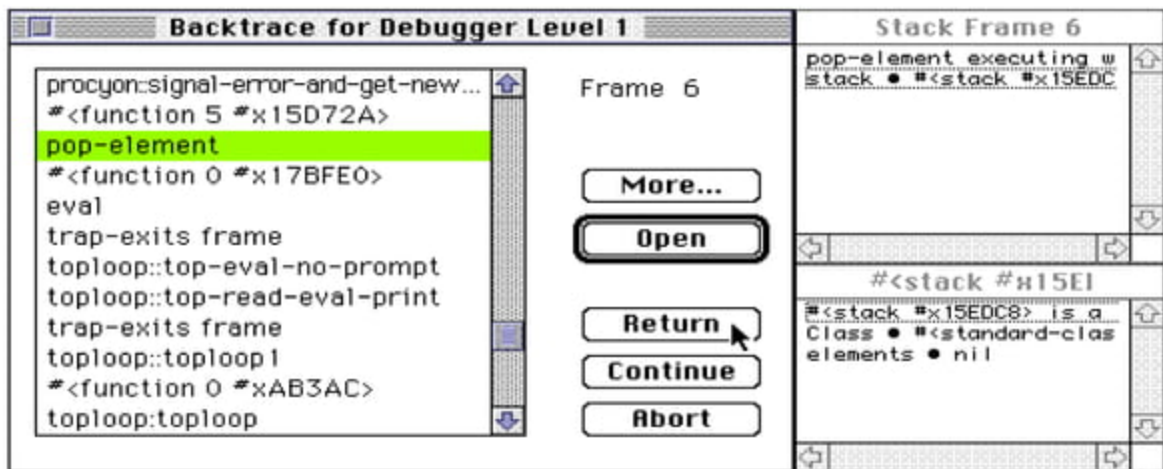 Backtrace for Debugger Level 1
procyon::signal-error-and-get-new...
#<function 5 #x15D72A>
pop-element
#<function 0 #x17BFE0>
eval
trap-exits frame
toploop::top-eval-no-prompt
toploop::top-read-eval-print
trap-exits frame
toploop::toploop1
#<function 0 #xAB3AC>
toploop:toploop
Frame 6
More...
Open
Return
Continue
Abort
Stack Frame 6
pop-element executing w
stack ● #<stack #x15EDC
#<stack #x15EI
#<stack #x15EDC8> is a
Class ● #<standard-clas
elements ● nil